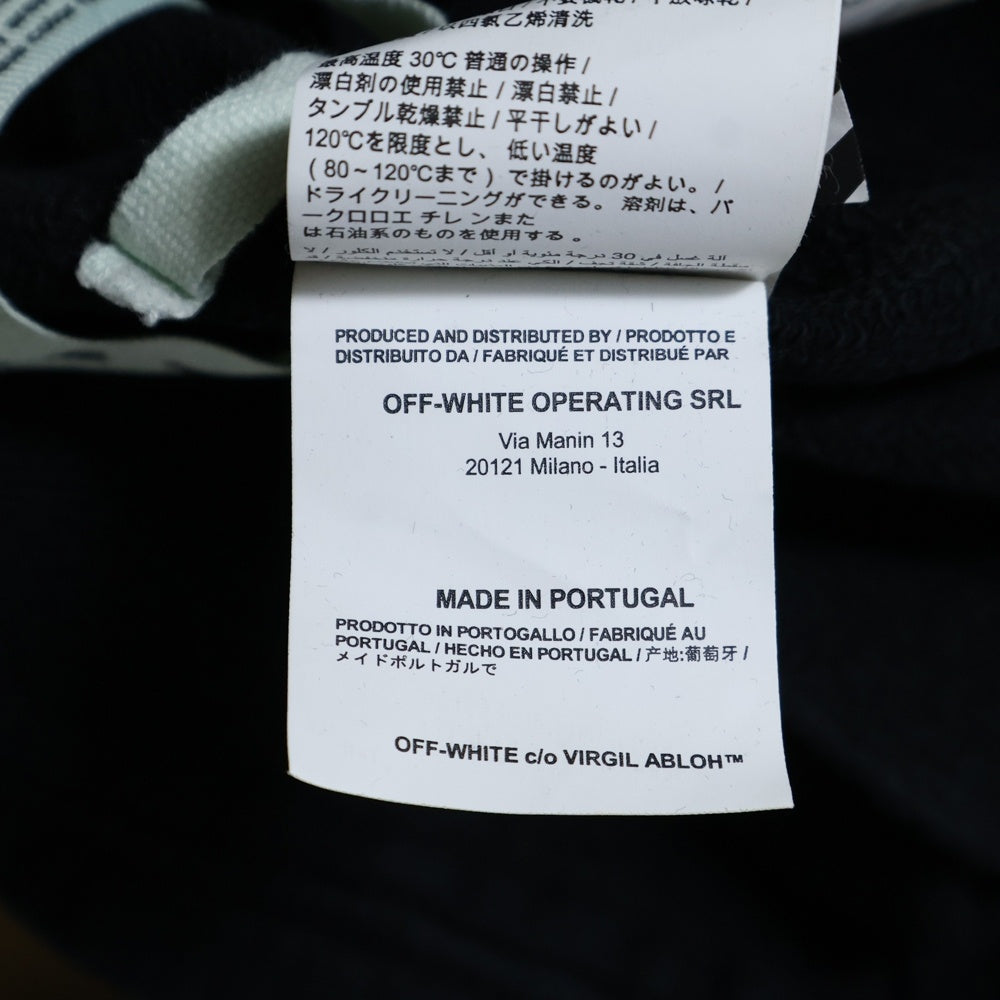 四氯乙烯清洗
最高温度 30℃ 普通の操作 /
漂白剤の使用禁止 / 漂白禁止 /
タンブル乾燥禁止 / 平干しがよい /
120℃を限度とし、 低い温度
( 80～120℃まで ) で掛けるのがよい。 /
ドライクリーニングができる。 溶剤は、パ
ークロロエ チレ ンまた
は石油系のものを使用する 。
PRODUCED AND DISTRIBUTED BY / PRODOTTO E
DISTRIBUITO DA / FABRIQUÉ ET DISTRIBUÉ PAR
OFF-WHITE OPERATING SRL
Via Manin 13
20121 Milano - Italia
MADE IN PORTUGAL
PRODOTTO IN PORTOGALLO / FABRIQUÉ AU
PORTUGAL / HECHO EN PORTUGAL / 产地:葡萄牙 /
メイドポルトガルで
OFF-WHITE c/o VIRGIL ABLOH™